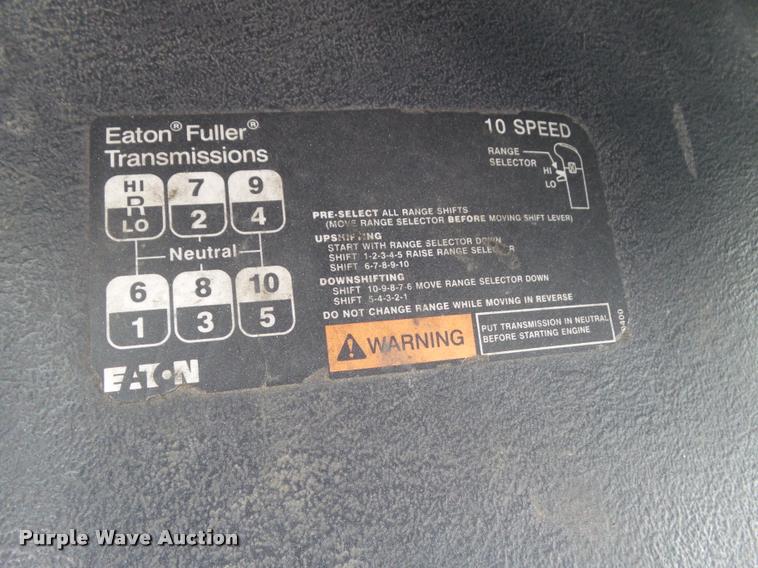 Eaton® Fuller®
Transmissions
10 SPEED
RANGE
SELECTOR
HI
LO
HI
R
LO
7
2
9
4
Neutral
6
1
8
3
10
5
PRE-SELECT ALL RANGE SHIFTS
(MOVE RANGE SELECTOR BEFORE MOVING SHIFT LEVER)
UPSHIFTING
START WITH RANGE SELECTOR DOWN
SHIFT 1-2-3-4-5 RAISE RANGE SELECTOR
SHIFT 6-7-8-9-10
DOWNSHIFTING
SHIFT 10-9-8-7-6 MOVE RANGE SELECTOR DOWN
SHIFT 5-4-3-2-1
DO NOT CHANGE RANGE WHILE MOVING IN REVERSE
WARNING
PUT TRANSMISSION IN NEUTRAL
BEFORE STARTING ENGINE
EATON
Purple Wave Auction